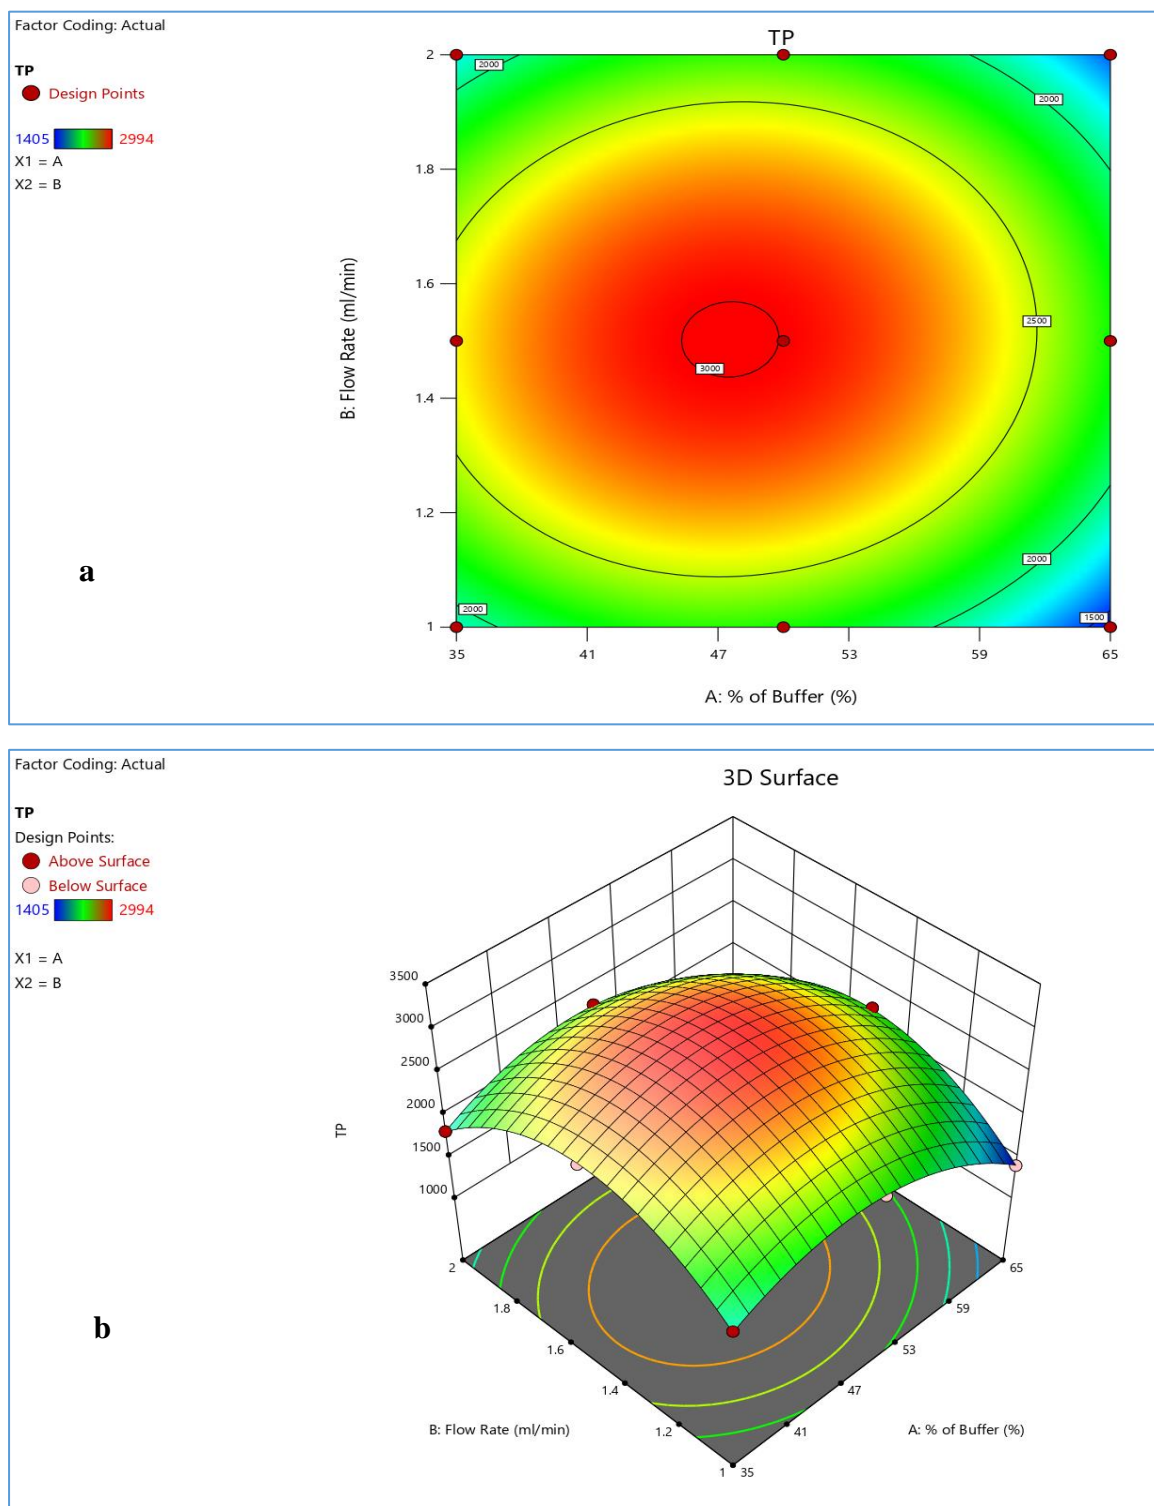 Factor Coding: Actual
TP
Design Points
1405 2994
X1 = A
X2 = B
TP
2
1.8
1.6
1.4
1.2
1
B: Flow Rate (ml/min)
2000
2000
2500
3000
2000
2000
1500
35 41 47 53 59 65
A: % of Buffer (%)
a
Factor Coding: Actual
TP
Design Points:
Above Surface
Below Surface
1405 2994
X1 = A
X2 = B
3D Surface
3500
3000
2500
2000
1500
1000
TP
2
1.8
1.6
1.4
1.2
1
B: Flow Rate (ml/min)
35
41
47
53
59
65
A: % of Buffer (%)
b